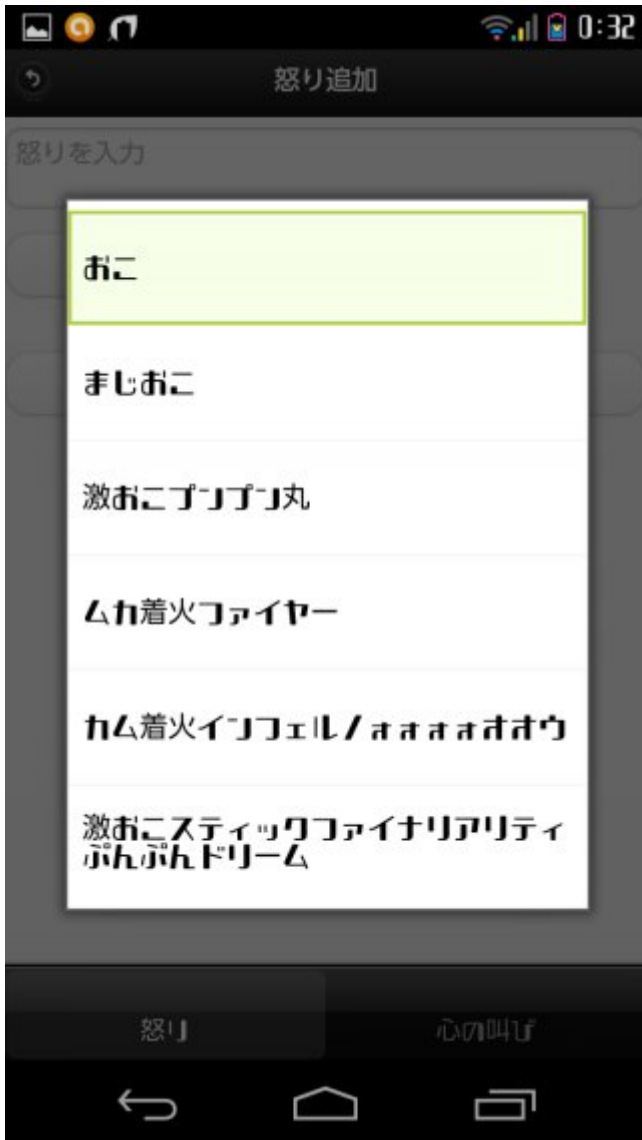 0:32
怒り追加
怒りを入力
おこ
まじおこ
激おこプンプン丸
ムカ着火ファイヤー
カム着火インフェルノォォォォオオウ
激おこスティックファイナリアリティ
ぷんぷんドリーム
怒り
心の叫び